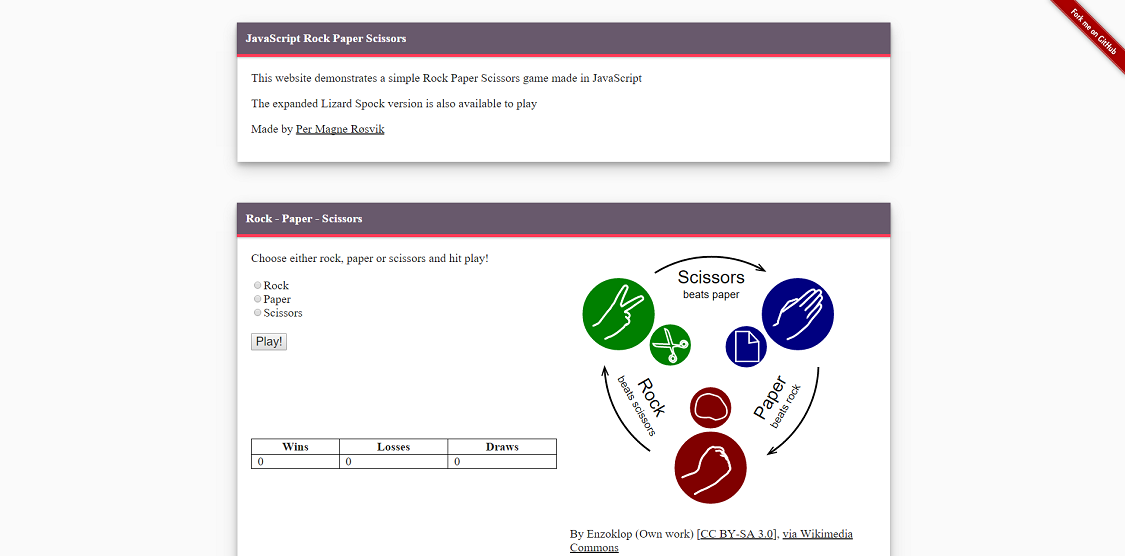 Fork me on GitHub
JavaScript Rock Paper Scissors
This website demonstrates a simple Rock Paper Scissors game made in JavaScript
The expanded Lizard Spock version is also available to play
Made by Per Magne Røsvik
Rock - Paper - Scissors
Choose either rock, paper or scissors and hit play!
Rock
Paper
Scissors
Play!
Wins Losses Draws
0 0 0
Scissors
beats paper
Paper
beats rock
Rock
beats scissors
By Enzoklop (Own work) [CC BY-SA 3.0], via Wikimedia
Commons